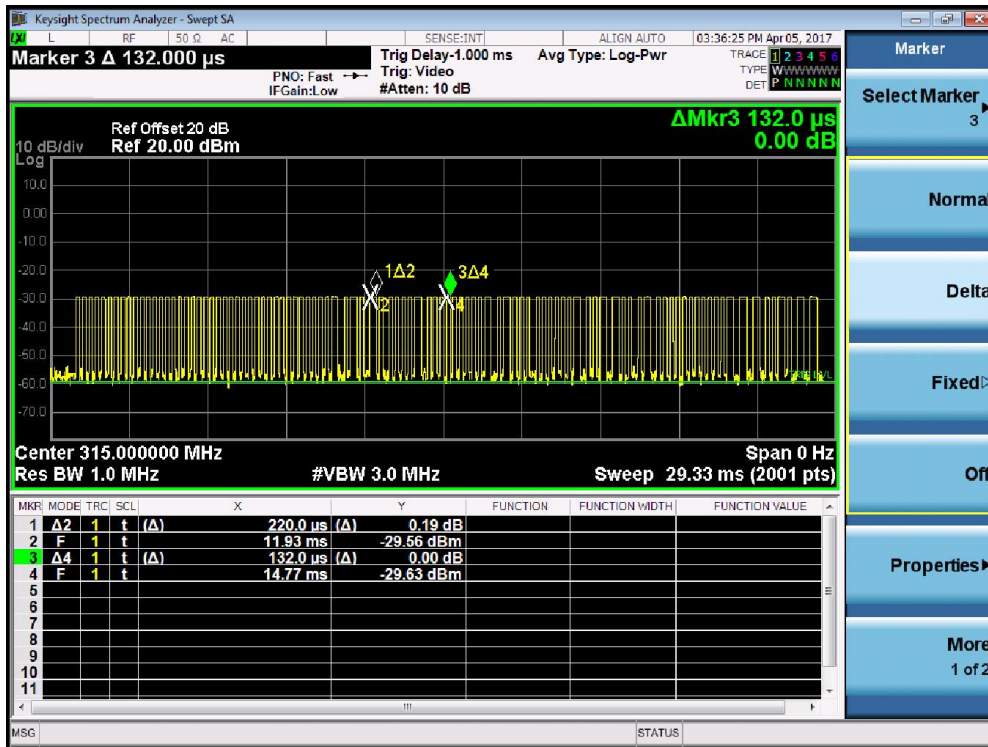 Keysight Spectrum Analyzer - Swept SA
LXI L RF 50 Ω AC SENSE:INT ALIGN AUTO 03:36:25 PM Apr 05, 2017
Marker 3 Δ 132.000 µs
PNO: Fast
IFGain:Low
Trig Delay-1.000 ms
Trig: Video
#Atten: 10 dB
Avg Type: Log-Pwr
TRACE 1 2 3 4 5 6
TYPE WWWWWW
DET P N N N N N
ΔMkr3 132.0 µs
0.00 dB
Ref Offset 20 dB
10 dB/div Ref 20.00 dBm
Log
10.0
0.00
-10.0
-20.0
-30.0
-40.0
-50.0
-60.0
-70.0
1Δ2
3Δ4
2
4
Center 315.000000 MHz Span 0 Hz
Res BW 1.0 MHz #VBW 3.0 MHz Sweep 29.33 ms (2001 pts)
MKR MODE TRC SCL X Y FUNCTION FUNCTION WIDTH FUNCTION VALUE
1 Δ2 1 t (Δ) 220.0 µs (Δ) 0.19 dB
2 F 1 t 11.93 ms -29.56 dBm
3 Δ4 1 t (Δ) 132.0 µs (Δ) 0.00 dB
4 F 1 t 14.77 ms -29.63 dBm
5
6
7
8
9
10
11
MSG STATUS
Marker
Select Marker
3
Normal
Delta
Fixed
Off
Properties
More
1 of 2